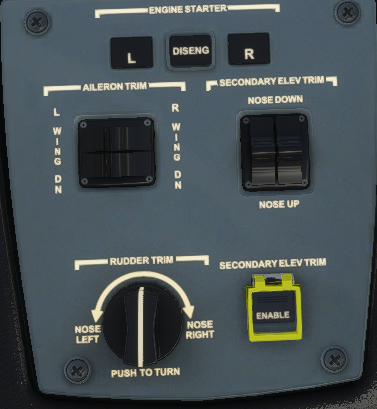 ENGINE STARTER
L
DISENG
R
AILERON TRIM
SECONDARY ELEV TRIM
L WING DN
R WING DN
NOSE DOWN
NOSE UP
RUDDER TRIM
SECONDARY ELEV TRIM
NOSE LEFT
NOSE RIGHT
ENABLE
PUSH TO TURN